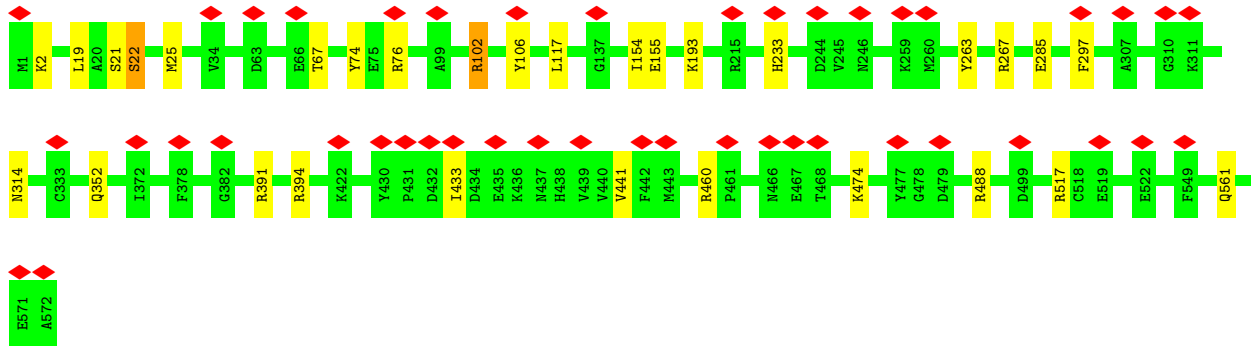 M1 K2 L19 A20 S21 S22 M25 V34 D63 E66 T67 Y74 E75 R76 A99 R102 Y106 L117 G137 I154 E155 K193 R215 H233 D244 V245 N246 K259 M260 Y263 R267 E285 F297 A307 G310 K311
N314 C333 Q352 I372 F378 G382 R391 R394 K422 Y430 P431 D432 I433 D434 E435 K436 N437 H438 V439 V440 V441 F442 M443 R460 P461 N466 E467 T468 K474 Y477 G478 D479 R488 D499 R517 C518 E519 E522 F549 Q561
E571 A572